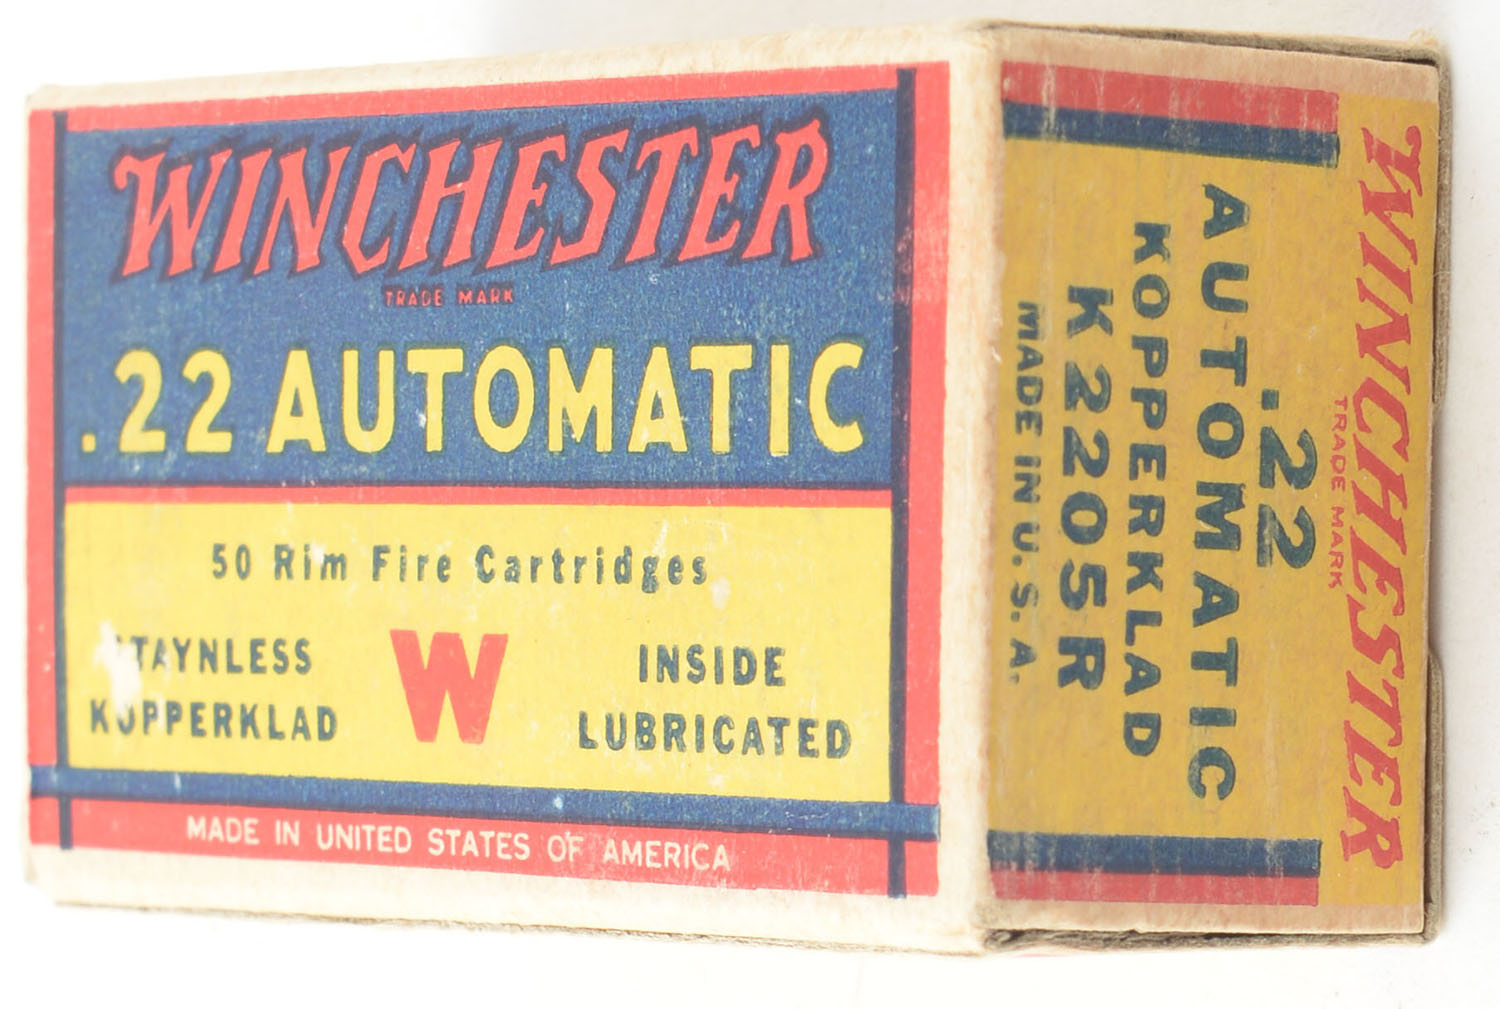 WINCHESTER
TRADE MARK
.22 AUTOMATIC
50 Rim Fire Cartridges
STAYNLESS
KOPPERKLAD
W
INSIDE
LUBRICATED
MADE IN UNITED STATES OF AMERICA
WINCHESTER
TRADE MARK
.22
AUTOMATIC
KOPPERKLAD
K2205R
MADE IN U.S.A.